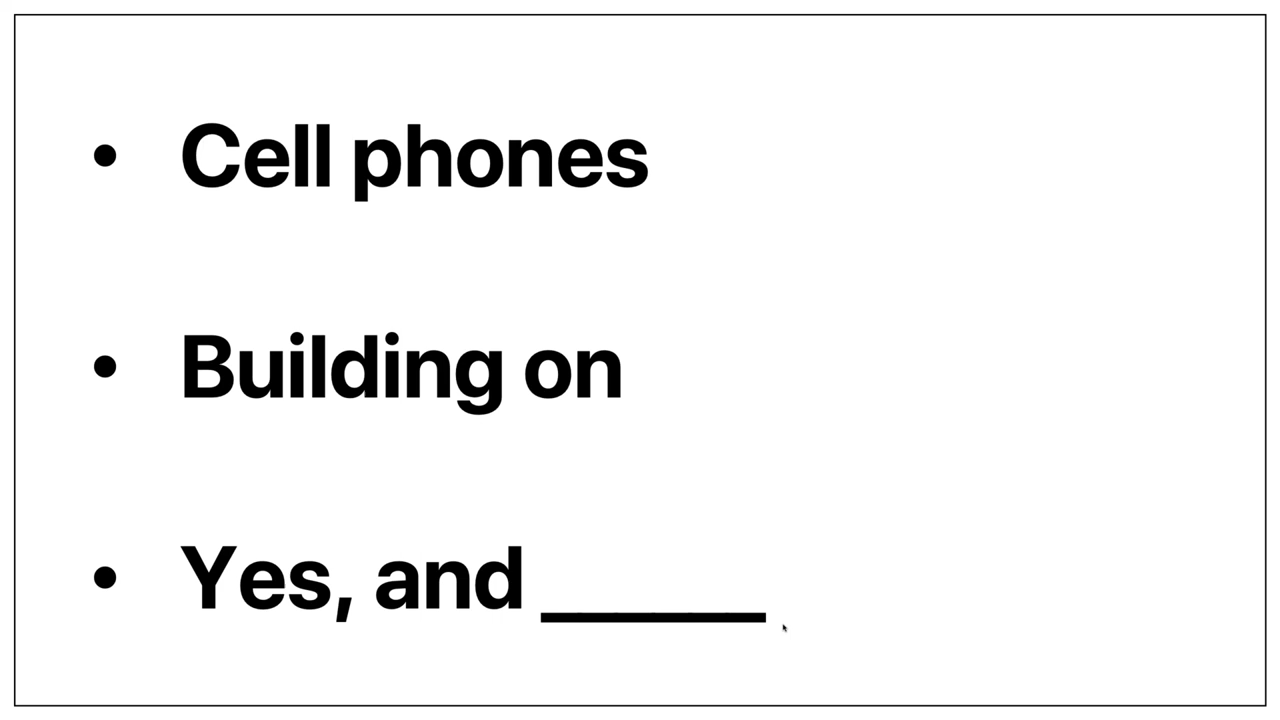 • Cell phones
• Building on
• Yes, and ______